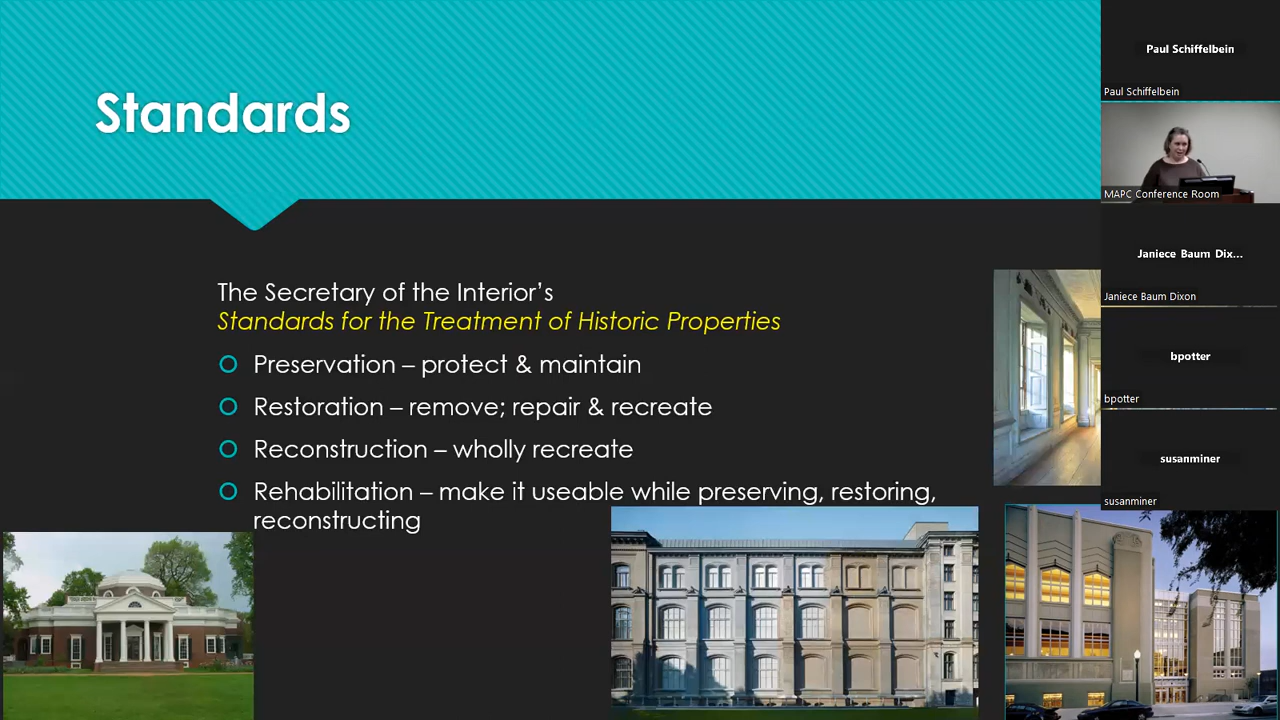 Standards
The Secretary of the Interior’s
Standards for the Treatment of Historic Properties
Preservation – protect & maintain
Restoration – remove; repair & recreate
Reconstruction – wholly recreate
Rehabilitation – make it useable while preserving, restoring,
reconstructing
Paul Schiffelbein
Paul Schiffelbein
MAPC Conference Room
Janiece Baum Dix...
Janiece Baum Dixon
bpotter
bpotter
susanminer
susanminer